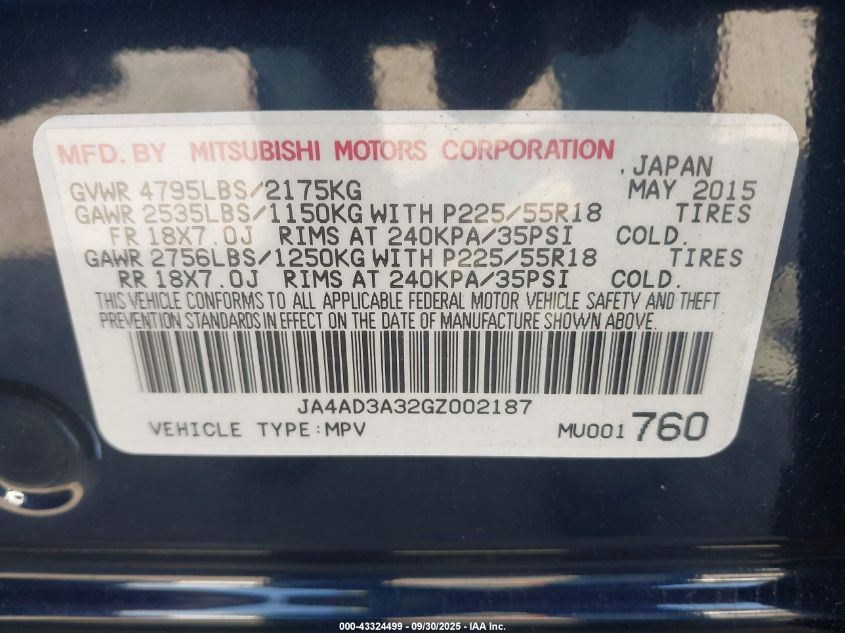 MFD. BY MITSUBISHI MOTORS CORPORATION
, JAPAN
GVWR 4795LBS/2175KG MAY 2015
GAWR 2535LBS/1150KG WITH P225/55R18 TIRES
FR 18X7.0J RIMS AT 240KPA/35PSI COLD.
GAWR 2756LBS/1250KG WITH P225/55R18 TIRES
RR 18X7.0J RIMS AT 240KPA/35PSI COLD.
THIS VEHICLE CONFORMS TO ALL APPLICABLE FEDERAL MOTOR VEHICLE SAFETY AND THEFT
PREVENTION STANDARDS IN EFFECT ON THE DATE OF MANUFACTURE SHOWN ABOVE.
JA4AD3A32GZ002187
VEHICLE TYPE:MPV MU001760
000-43324499 - 09/30/2025 - IAA Inc.